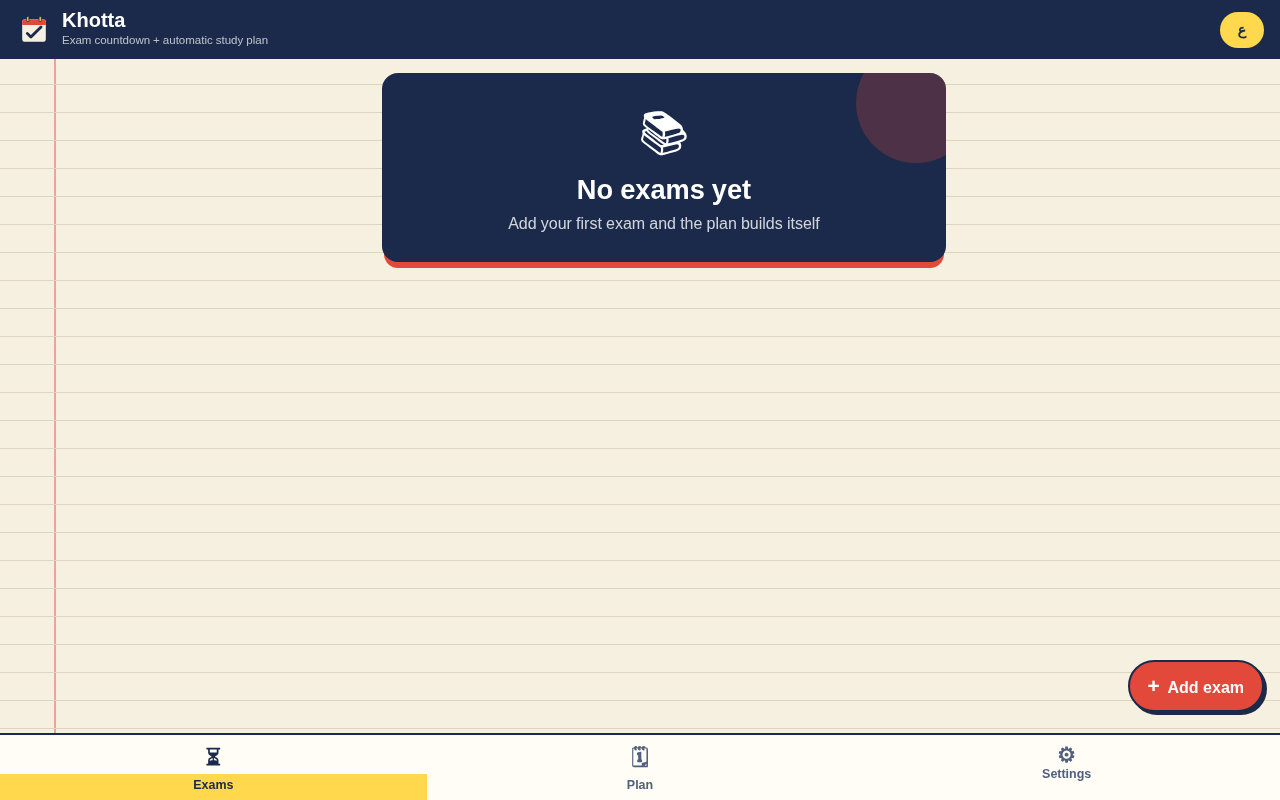 Khotta
Exam countdown + automatic study plan
ع
No exams yet
Add your first exam and the plan builds itself
+ Add exam
Exams
Plan
Settings